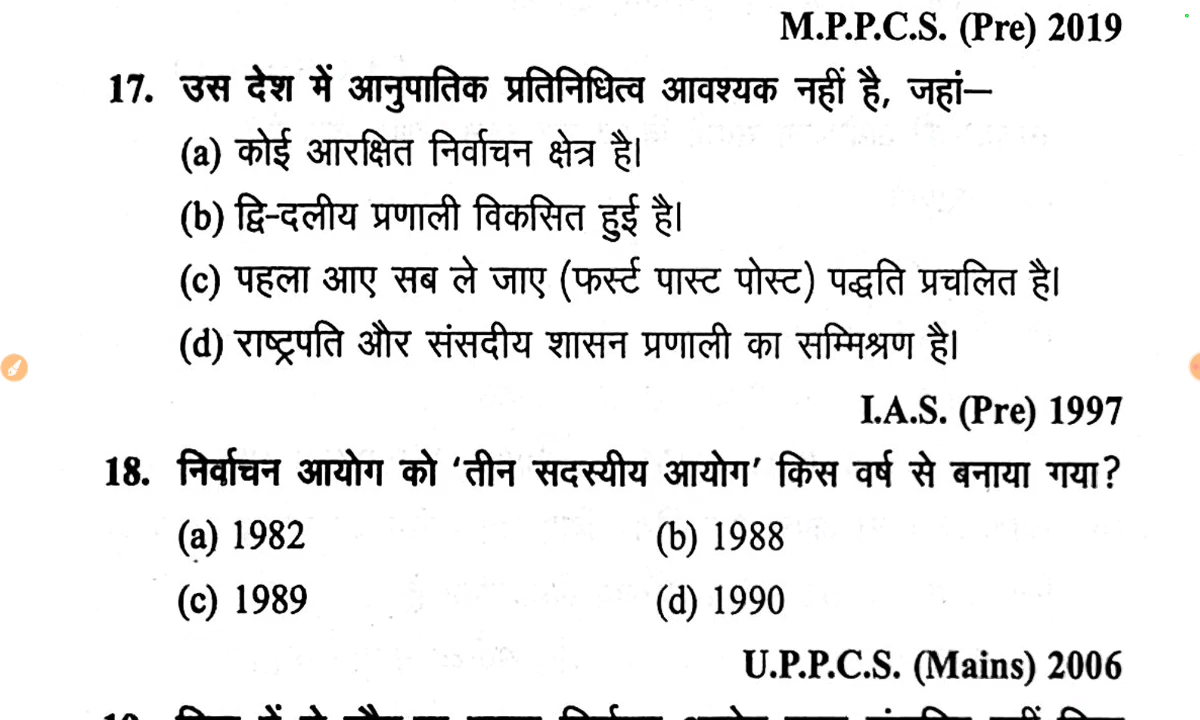 M.P.P.C.S. (Pre) 2019
17. उस देश में आनुपातिक प्रतिनिधित्व आवश्यक नहीं है, जहां—
(a) कोई आरक्षित निर्वाचन क्षेत्र है।
(b) द्वि-दलीय प्रणाली विकसित हुई है।
(c) पहला आए सब ले जाए (फर्स्ट पास्ट पोस्ट) पद्धति प्रचलित है।
(d) राष्ट्रपति और संसदीय शासन प्रणाली का सम्मिश्रण है।
I.A.S. (Pre) 1997
18. निर्वाचन आयोग को ‘तीन सदस्यीय आयोग’ किस वर्ष से बनाया गया?
(a) 1982 (b) 1988
(c) 1989 (d) 1990
U.P.P.C.S. (Mains) 2006